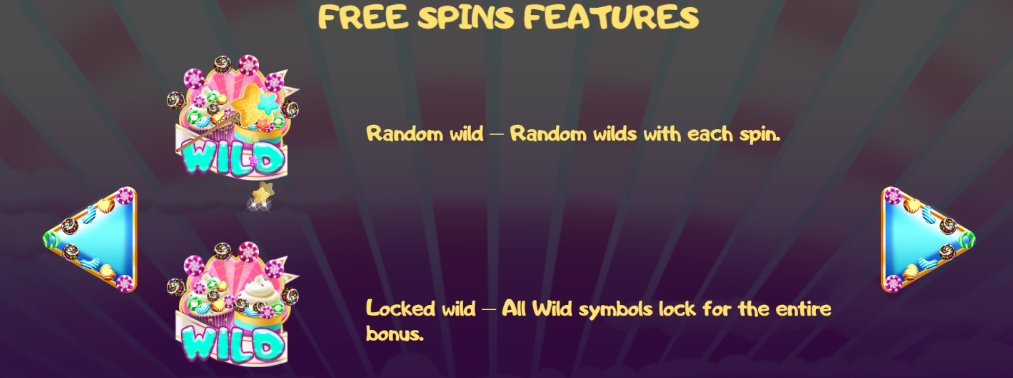 FREE SPINS FEATURES
WILD
Random wild – Random wilds with each spin.
WILD
Locked wild – All Wild symbols lock for the entire
bonus.